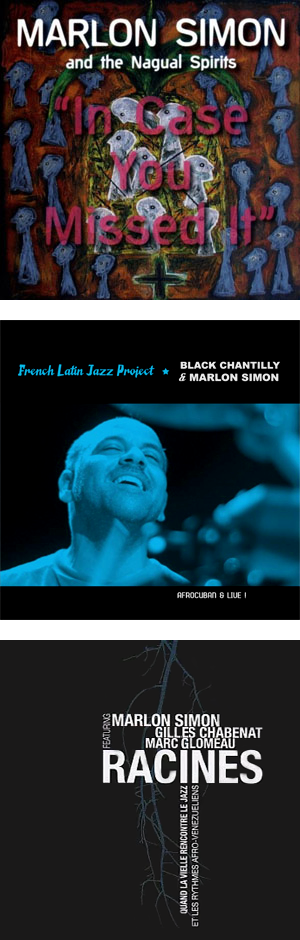 MARLON SIMON
and the Nagual Spirits
"In Case
You
Missed It"
French Latin Jazz Project ★ BLACK CHANTILLY
& MARLON SIMON
AFROCUBAN & LIVE !
FEATURING
MARLON SIMON
GILLES CHABENAT
MARC GLOMEAU
RACINES
QUAND LA VIELLE RENCONTRE LE JAZZ
ET LES RYTHMES AFRO-VENEZUELIENS